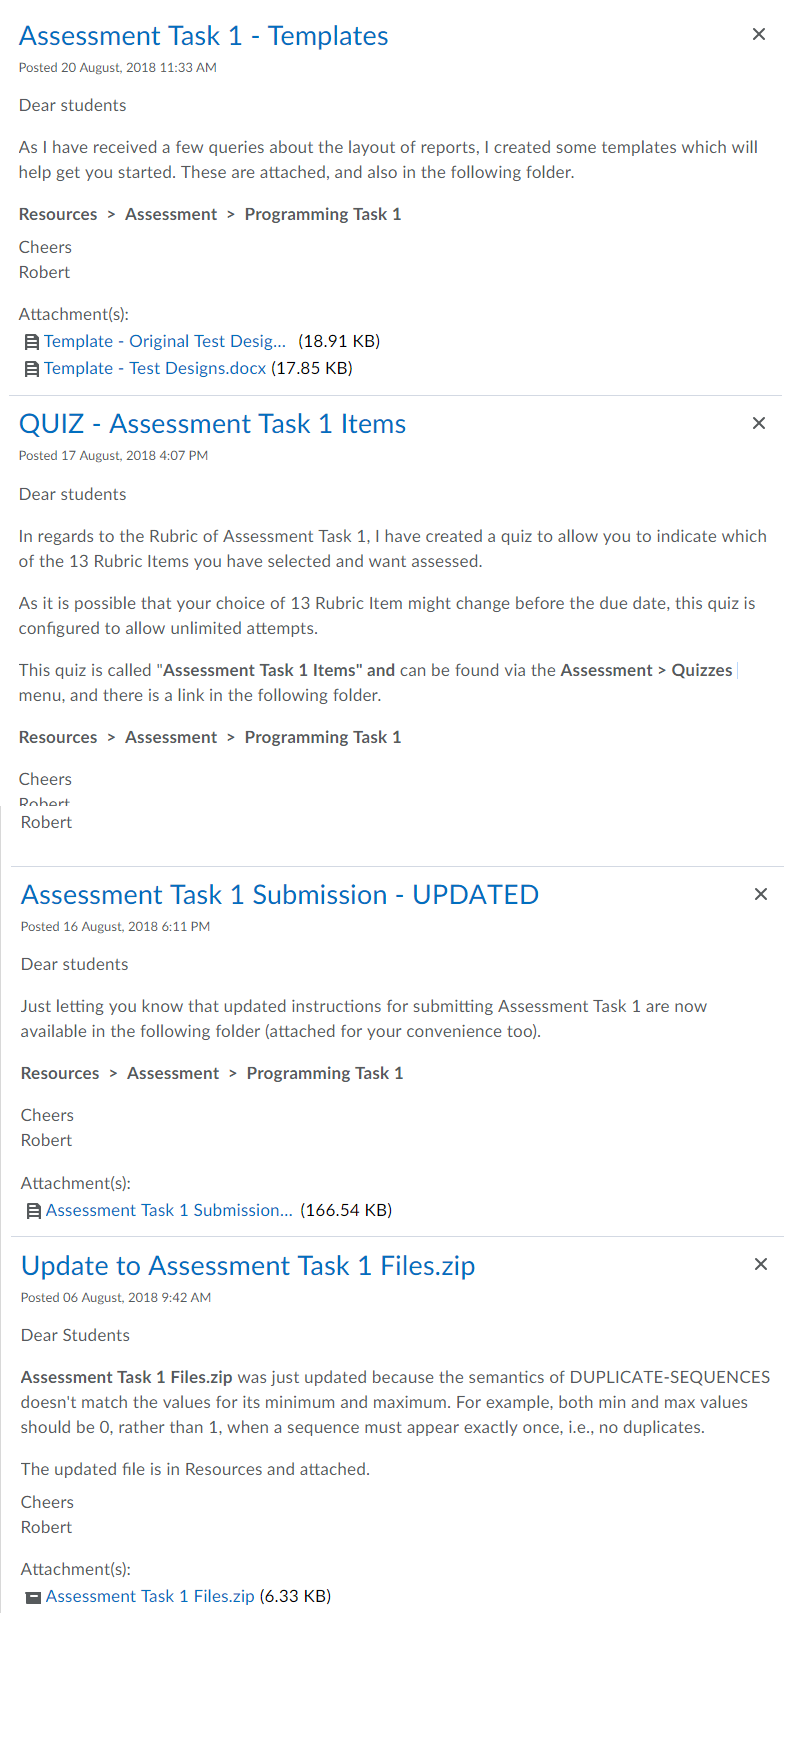 Assessment Task 1 - Templates
Posted 20 August, 2018 11:33 AM
Dear students
As I have received a few queries about the layout of reports, I created some templates which will
help get you started. These are attached, and also in the following folder.
Resources > Assessment > Programming Task 1
Cheers
Robert
Attachment(s):
Template - Original Test Desig... (18.91 KB)
Template - Test Designs.docx (17.85 KB)
QUIZ - Assessment Task 1 Items
Posted 17 August, 2018 4:07 PM
Dear students
In regards to the Rubric of Assessment Task 1, I have created a quiz to allow you to indicate which
of the 13 Rubric Items you have selected and want assessed.
As it is possible that your choice of 13 Rubric Item might change before the due date, this quiz is
configured to allow unlimited attempts.
This quiz is called "Assessment Task 1 Items" and can be found via the Assessment > Quizzes
menu, and there is a link in the following folder.
Resources > Assessment > Programming Task 1
Cheers
Robert
Robert
Assessment Task 1 Submission - UPDATED
Posted 16 August, 2018 6:11 PM
Dear students
Just letting you know that updated instructions for submitting Assessment Task 1 are now
available in the following folder (attached for your convenience too).
Resources > Assessment > Programming Task 1
Cheers
Robert
Attachment(s):
Assessment Task 1 Submission... (166.54 KB)
Update to Assessment Task 1 Files.zip
Posted 06 August, 2018 9:42 AM
Dear Students
Assessment Task 1 Files.zip was just updated because the semantics of DUPLICATE-SEQUENCES
doesn't match the values for its minimum and maximum. For example, both min and max values
should be 0, rather than 1, when a sequence must appear exactly once, i.e., no duplicates.
The updated file is in Resources and attached.
Cheers
Robert
Attachment(s):
Assessment Task 1 Files.zip (6.33 KB)